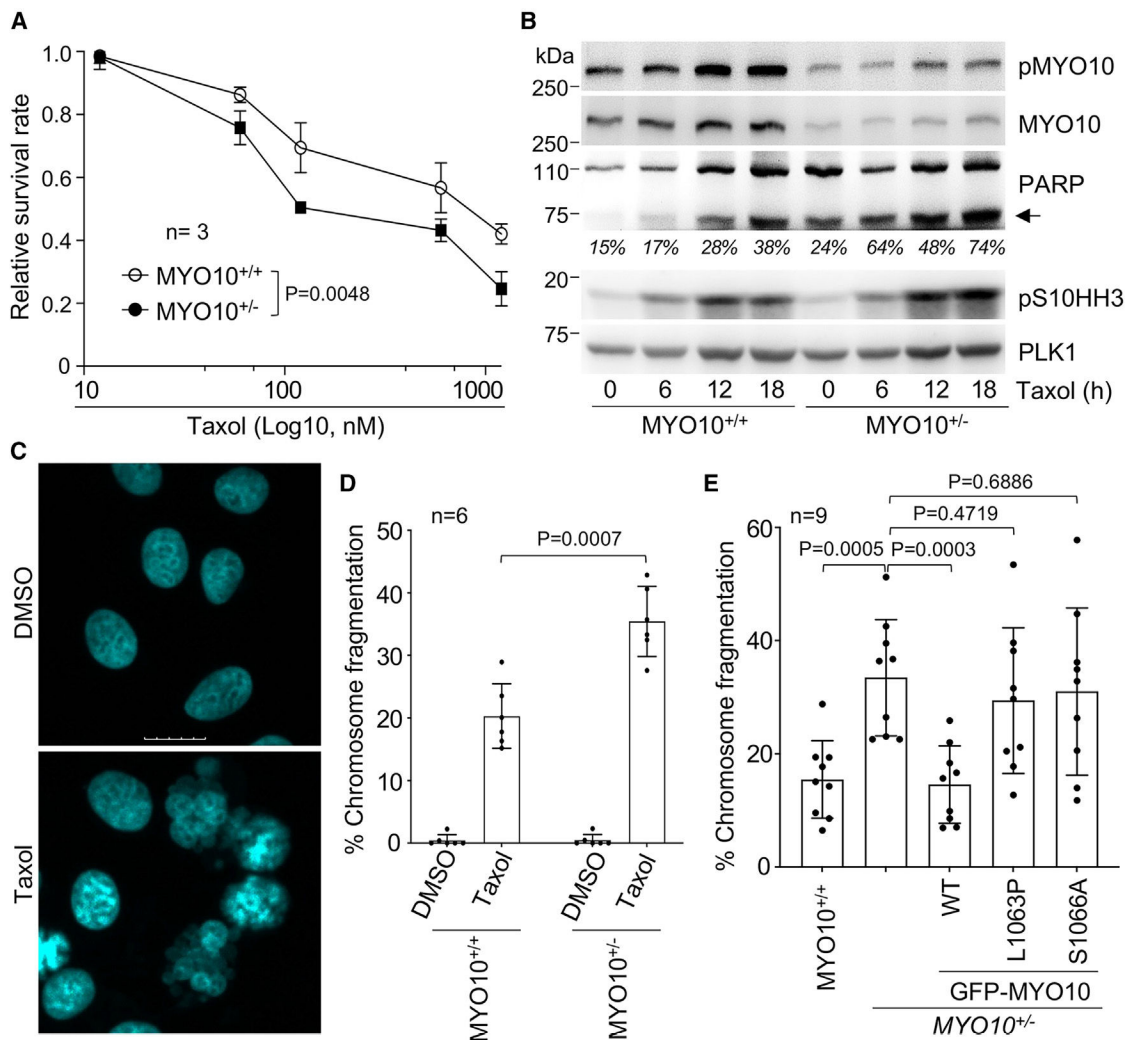 A
1.0
0.8
0.6
0.4
0.2
0
Relative survival rate
n= 3
MYO10+/+
MYO10+/-
P=0.0048
10
100
1000
Taxol (Log10, nM)
B
kDa
250
pMYO10
250
MYO10
110
75
PARP
15% 17% 28% 38% 24% 64% 48% 74%
20
pS10HH3
75
PLK1
0 6 12 18 0 6 12 18 Taxol (h)
MYO10+/+ MYO10+/-
C
DMSO
Taxol
D
n=6
P=0.0007
50
40
30
20
10
0
% Chromosome fragmentation
DMSO
Taxol
DMSO
Taxol
MYO10+/+
MYO10+/-
E
n=9
P=0.6886
P=0.4719
P=0.0005 P=0.0003
60
40
20
0
% Chromosome fragmentation
MYO10+/+
WT
L1063P
S1066A
GFP-MYO10
MYO10+/-